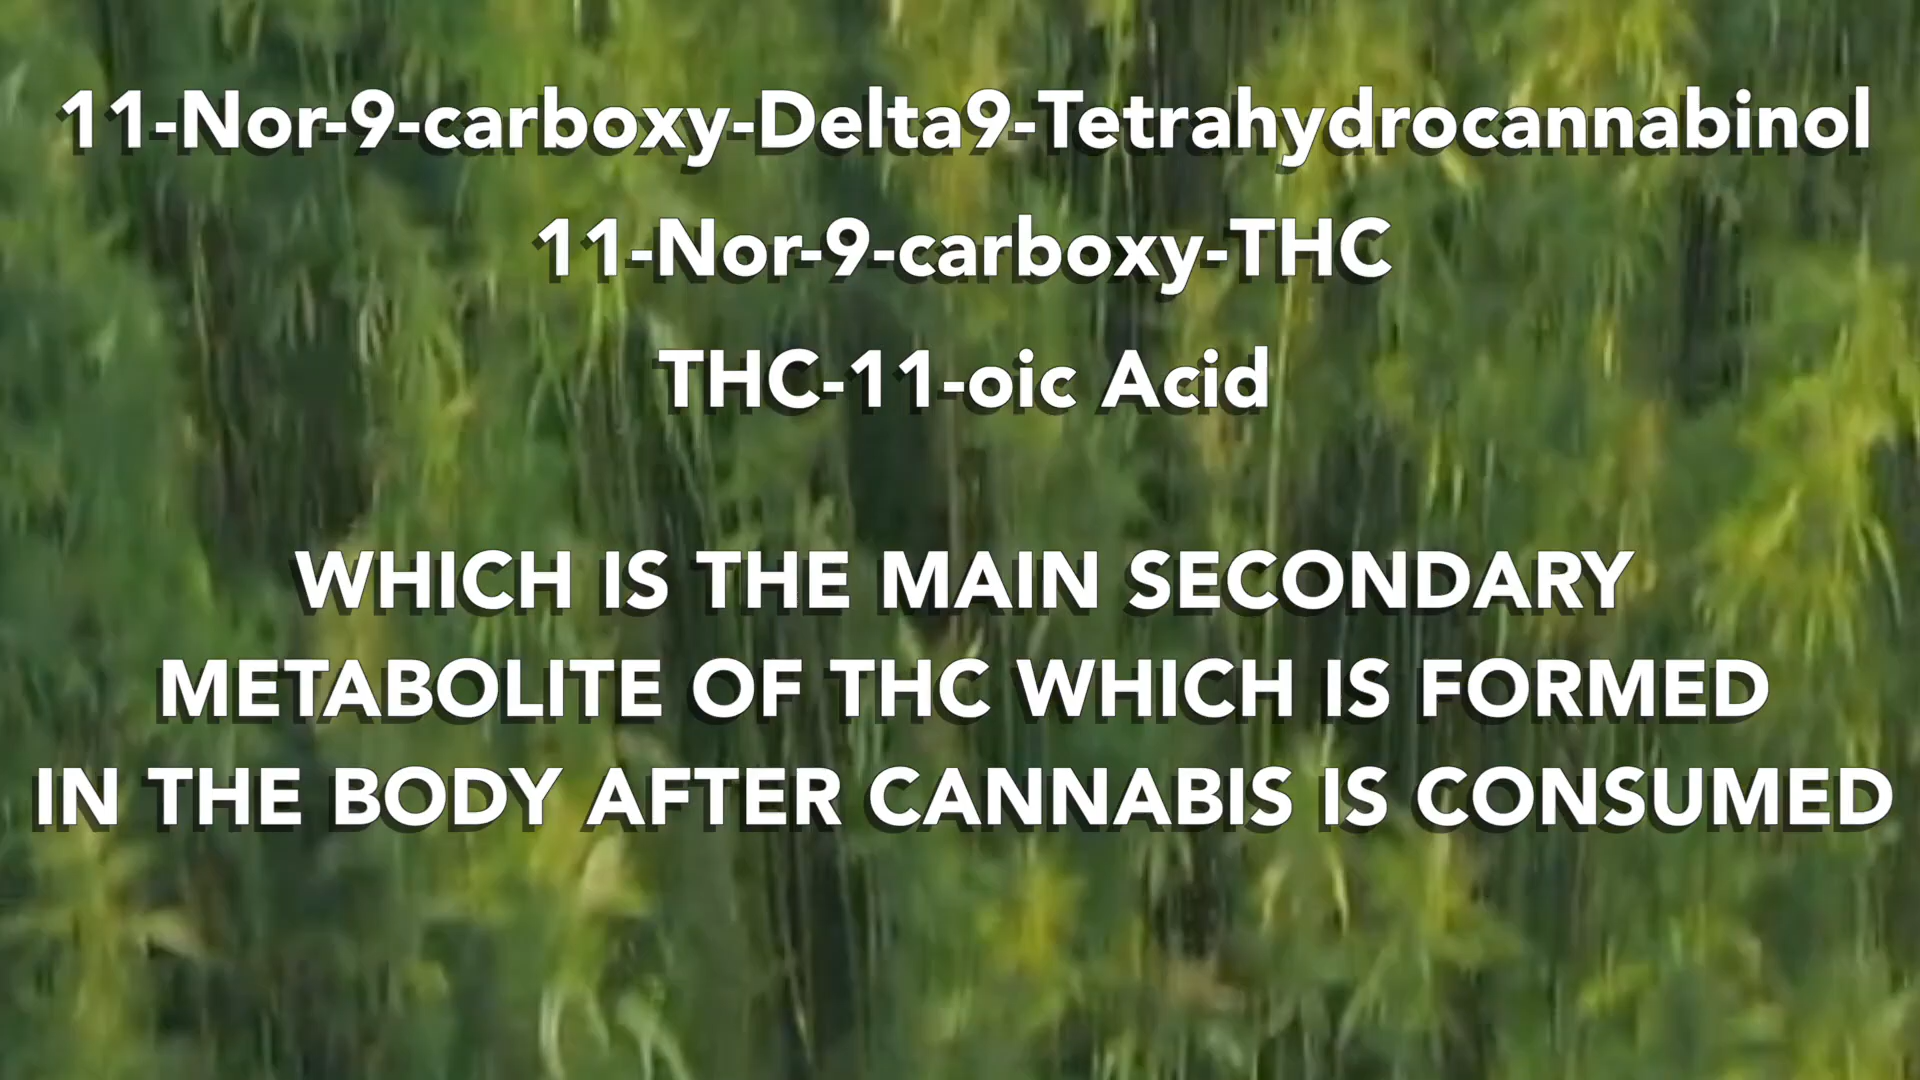 11-Nor-9-carboxy-Delta9-Tetrahydrocannabinol
11-Nor-9-carboxy-THC
THC-11-oic Acid
WHICH IS THE MAIN SECONDARY
METABOLITE OF THC WHICH IS FORMED
IN THE BODY AFTER CANNABIS IS CONSUMED